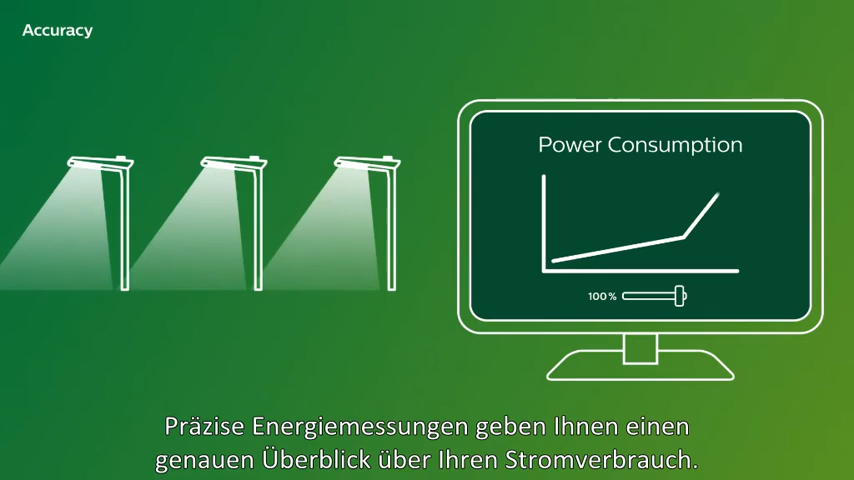 Accuracy
Power Consumption
100%
Präzise Energiemessungen geben Ihnen einen
genauen Überblick über Ihren Stromverbrauch.